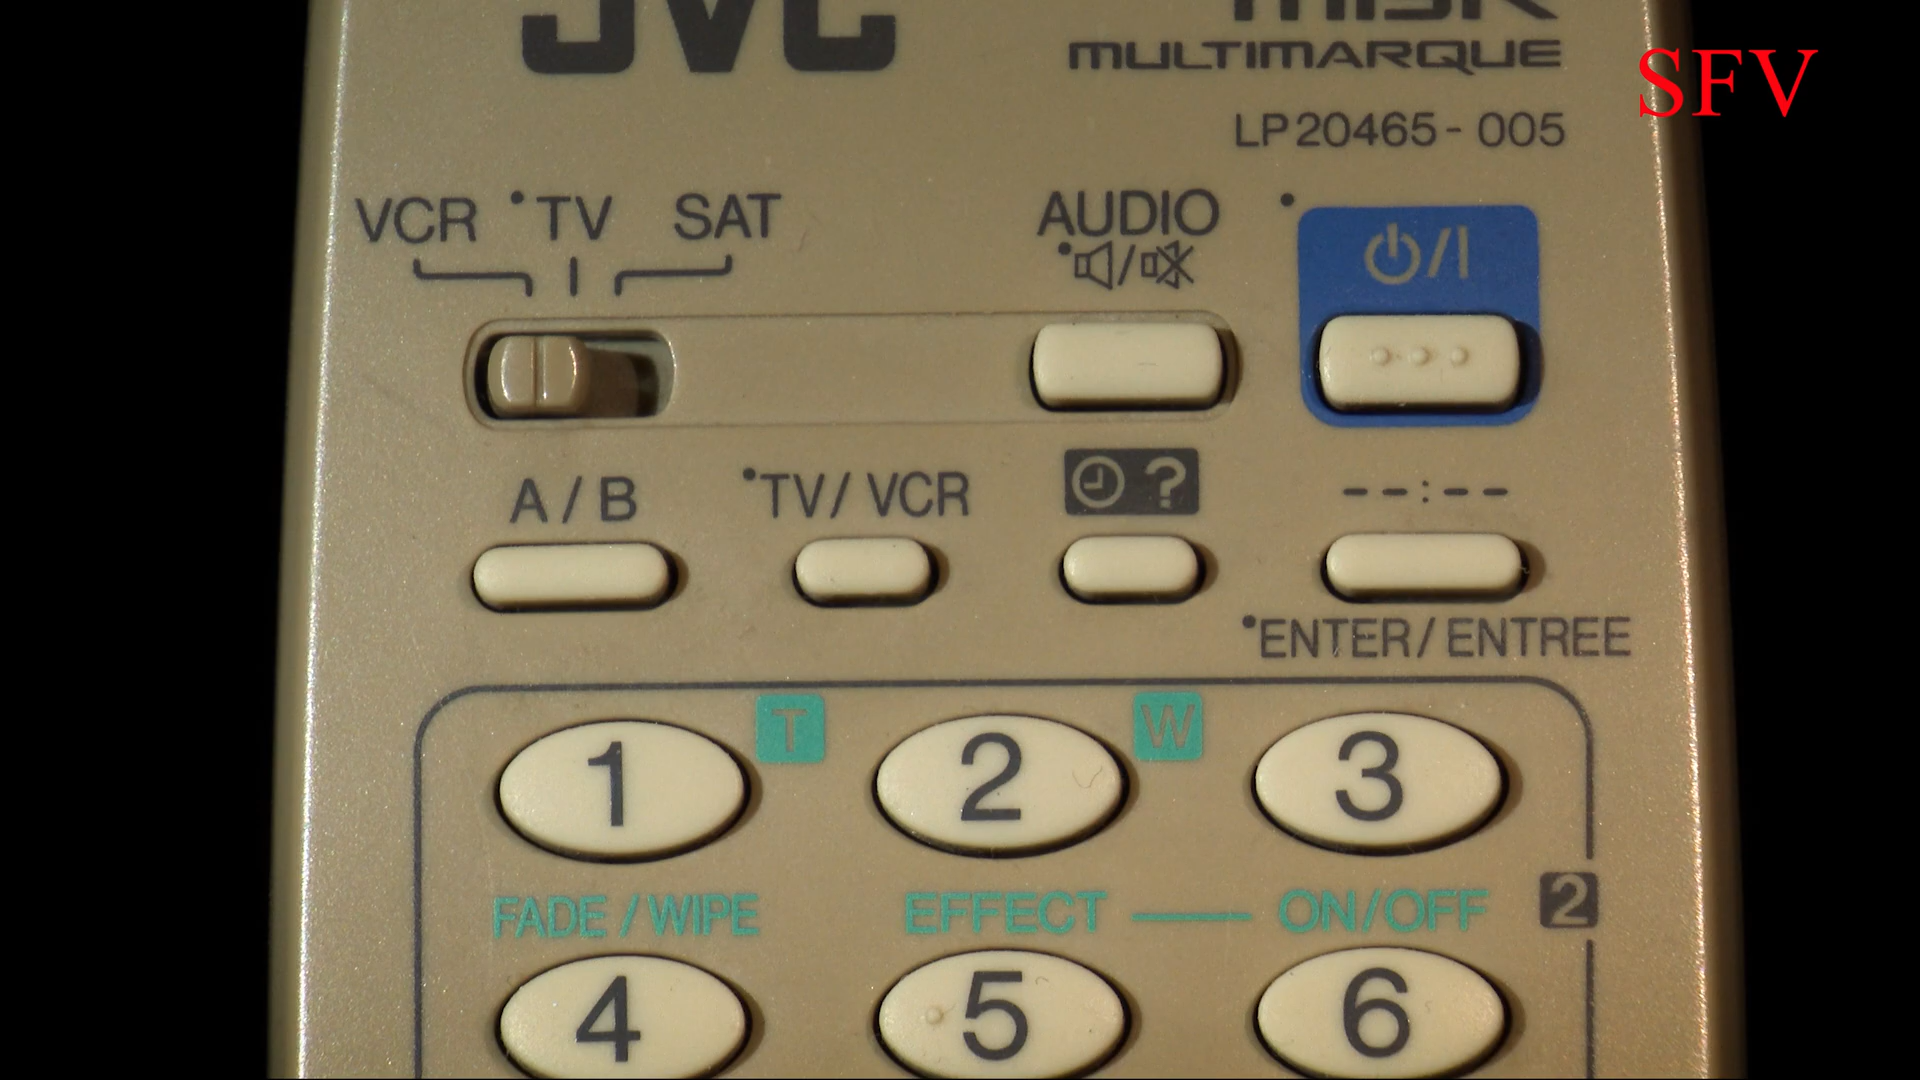 JVC
MULTIMARQUE
SFV
LP20465-005
VCR TV SAT
AUDIO
A/B TV/VCR ? --:--
ENTER/ENTREE
T W
1 2 3
FADE/WIPE EFFECT ON/OFF
2
4 5 6